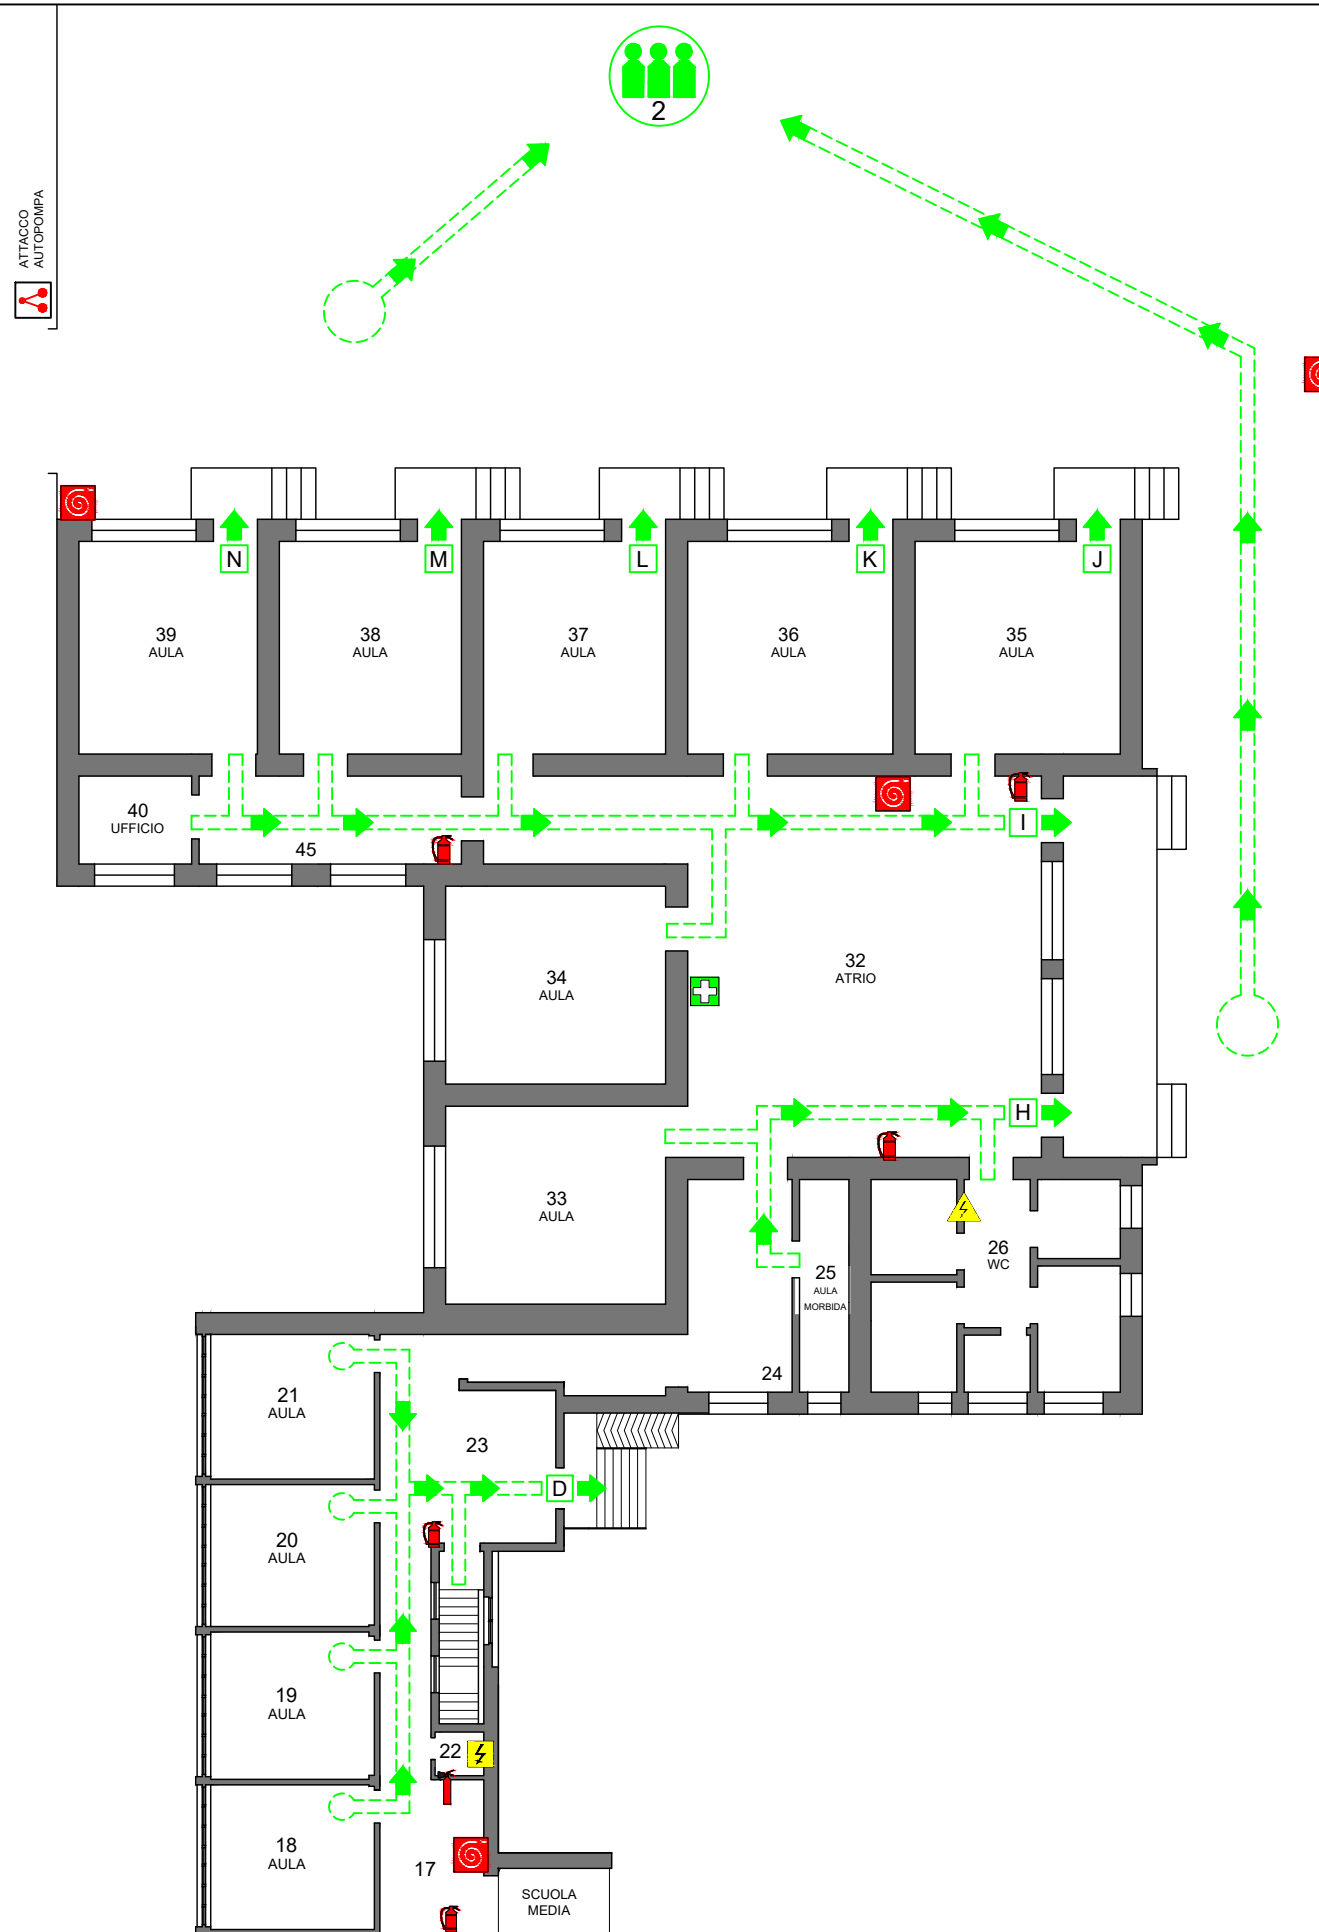 2
ATTACCO
AUTOPOMPA
N
M
L
K
J
39
AULA
38
AULA
37
AULA
36
AULA
35
AULA
40
UFFICIO
I
45
34
AULA
32
ATRIO
H
33
AULA
26
WC
25
AULA
MORBIDA
24
21
AULA
23
D
20
AULA
19
AULA
22
18
AULA
17
SCUOLA
MEDIA